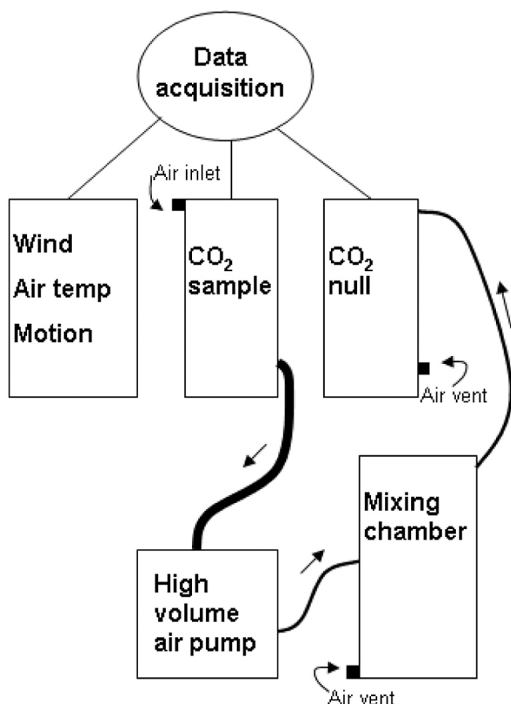 Data
acquisition
Air inlet
Wind
Air temp
Motion
CO₂
sample
CO₂
null
Air vent
Mixing
chamber
High
volume
air pump
Air vent